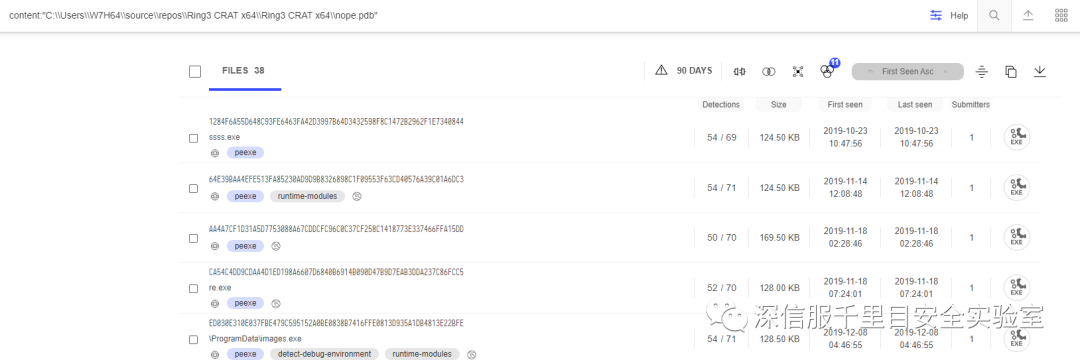 content:"C:\\Users\\W7H64\\source\\repos\\Ring3 CRAT x64\\Ring3 CRAT x64\\nope.pdb"
Help
FILES 38
90 DAYS
11
First Seen Asc
Detections Size First seen Last seen Submitters
1284F6A55D648C93FE6463FA42D3997B64D3432598F8C1472B2962F1E7340844
ssss.exe
peexe
54 / 69
124.50 KB
2019-10-23
10:47:56
2019-10-23
10:47:56
1
EXE
64E39BAA4EFE513FA85230AD9D9B8326898C1F09553F63CD40576A39C01A6DC3
peexe runtime-modules
54 / 71
124.50 KB
2019-11-14
12:08:48
2019-11-14
12:08:48
1
EXE
AA4A7CF1D31A5D7753088A67CDDCFC96C0C37CF258C1418773E337466FFA15DD
peexe
50 / 70
169.50 KB
2019-11-18
02:28:46
2019-11-18
02:28:46
1
EXE
CA54C4DD9CDAA4D1ED198A6607D6840B6914B090D47B9D7EAB3DDA237C86FCC5
re.exe
peexe
52 / 70
128.00 KB
2019-11-18
07:24:01
2019-11-18
07:24:01
1
EXE
ED030E310E037FBE479C595152A0BE0838B7416FFE0813D935A1DB4813E22BFE
\ProgramData\images.exe
peexe detect-debug-environment runtime-modules
54 / 71
128.50 KB
2019-12-08
04:46:55
2019-12-08
04:46:55
1
EXE
深信服千里目安全实验室